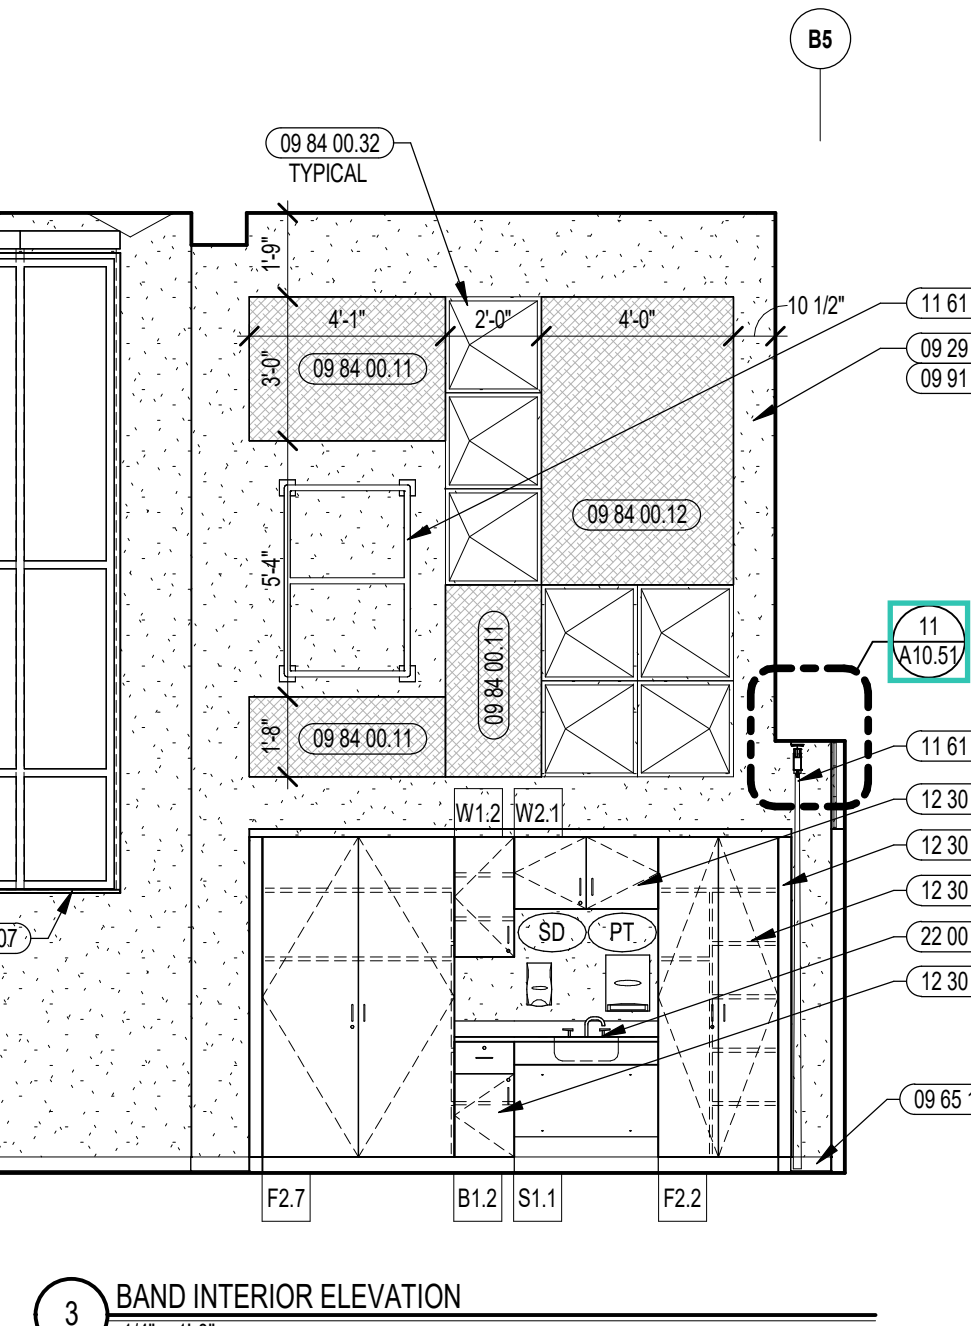 B5
09 84 00.32
TYPICAL
1'-9"
4'-1"
2'-0"
4'-0"
10 1/2"
11 61
09 29
09 91
3'-0"
09 84 00.11
09 84 00.12
5'-4"
09 84 00.11
11
A10.51
1'-8"
09 84 00.11
11 61
W1.2
W2.1
12 30
12 30
12 30
07
SD
PT
22 00
12 30
09 65
F2.7
B1.2
S1.1
F2.2
3
BAND INTERIOR ELEVATION